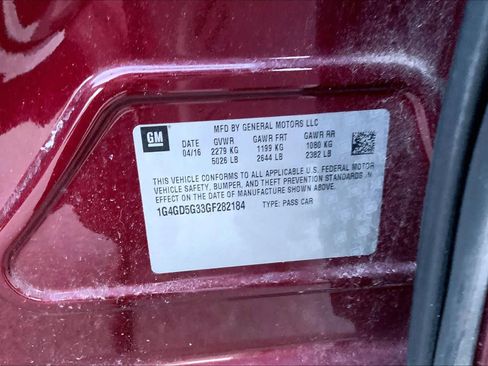 MFD BY GENERAL MOTORS LLC
GM
DATE GVWR GAWR FRT GAWR RR
04/16 2279 KG 1199 KG 1080 KG
5026 LB 2644 LB 2382 LB
THIS VEHICLE CONFORMS TO ALL APPLICABLE U.S. FEDERAL MOTOR
VEHICLE SAFETY, BUMPER, AND THEFT PREVENTION STANDARDS IN
EFFECT ON THE DATE OF MANUFACTURE SHOWN ABOVE.
1G4GD5G33GF282184 TYPE: PASS CAR